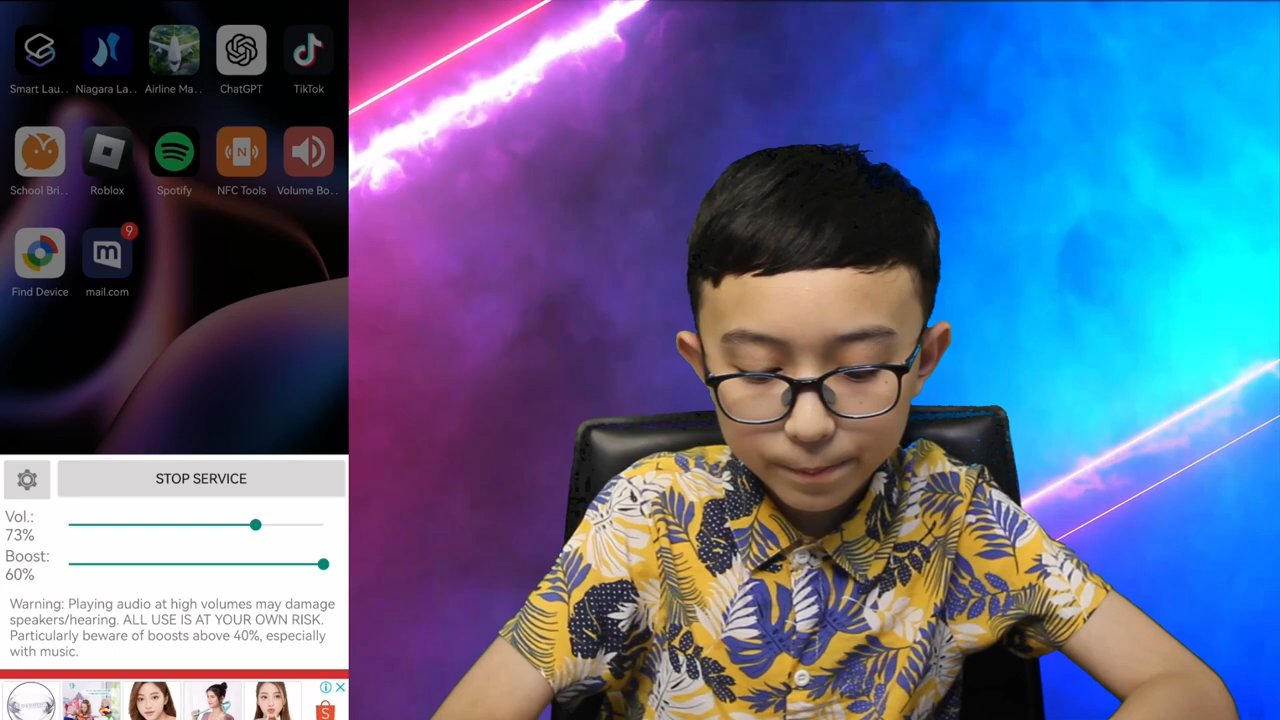 Smart Lau.. Niagara La.. Airline Ma.. ChatGPT TikTok
N
School Bri.. Roblox Spotify NFC Tools Volume Bo..
9
m
Find Device mail.com
STOP SERVICE
Vol.:
73%
Boost:
60%
Warning: Playing audio at high volumes may damage
speakers/hearing. ALL USE IS AT YOUR OWN RISK.
Particularly beware of boosts above 40%, especially
with music.
S